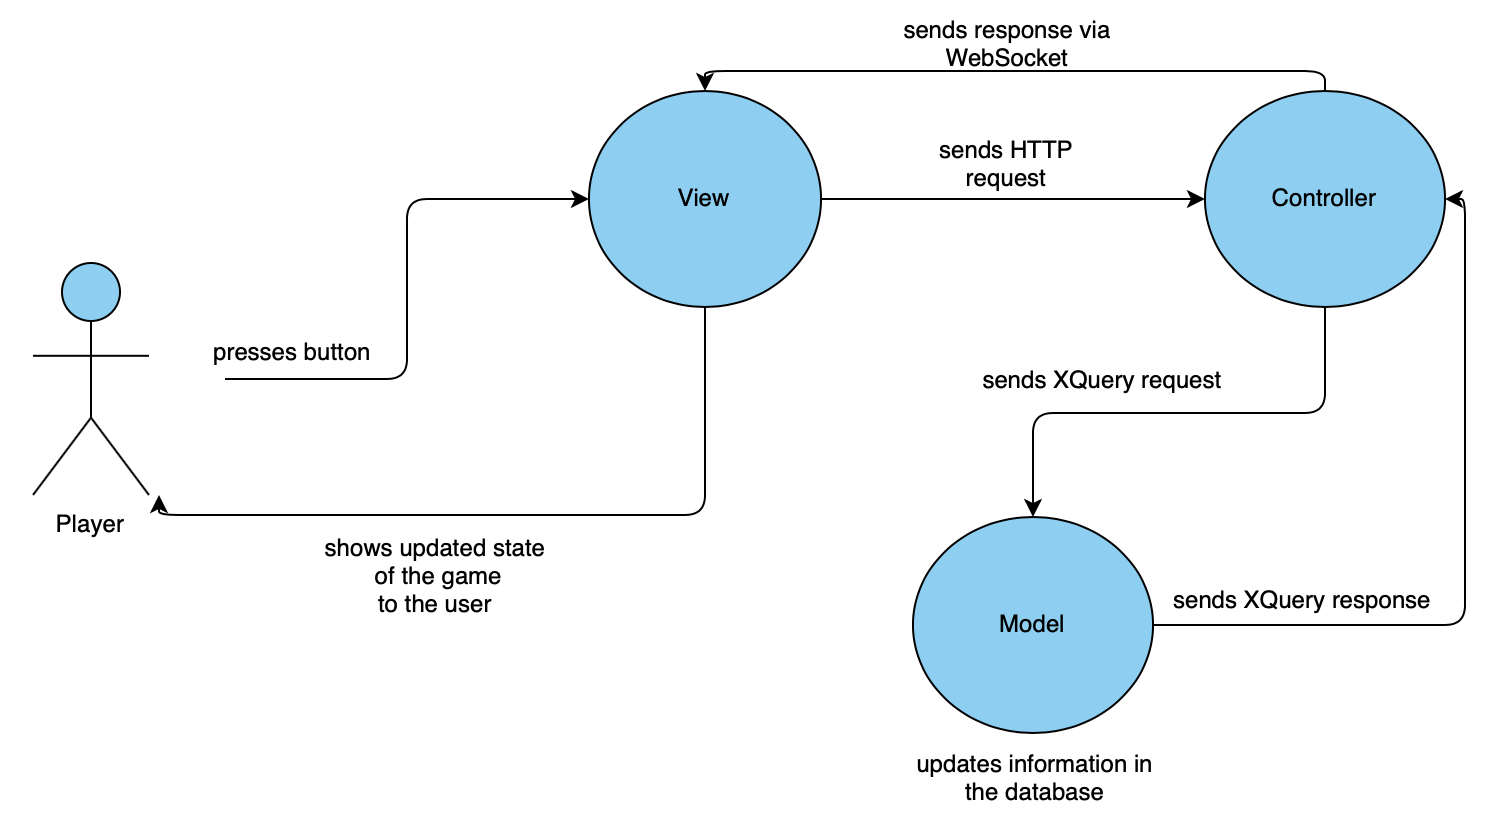 sends response via
WebSocket
sends HTTP
request
View
Controller
presses button
sends XQuery request
Player
shows updated state
of the game
to the user
sends XQuery response
Model
updates information in
the database